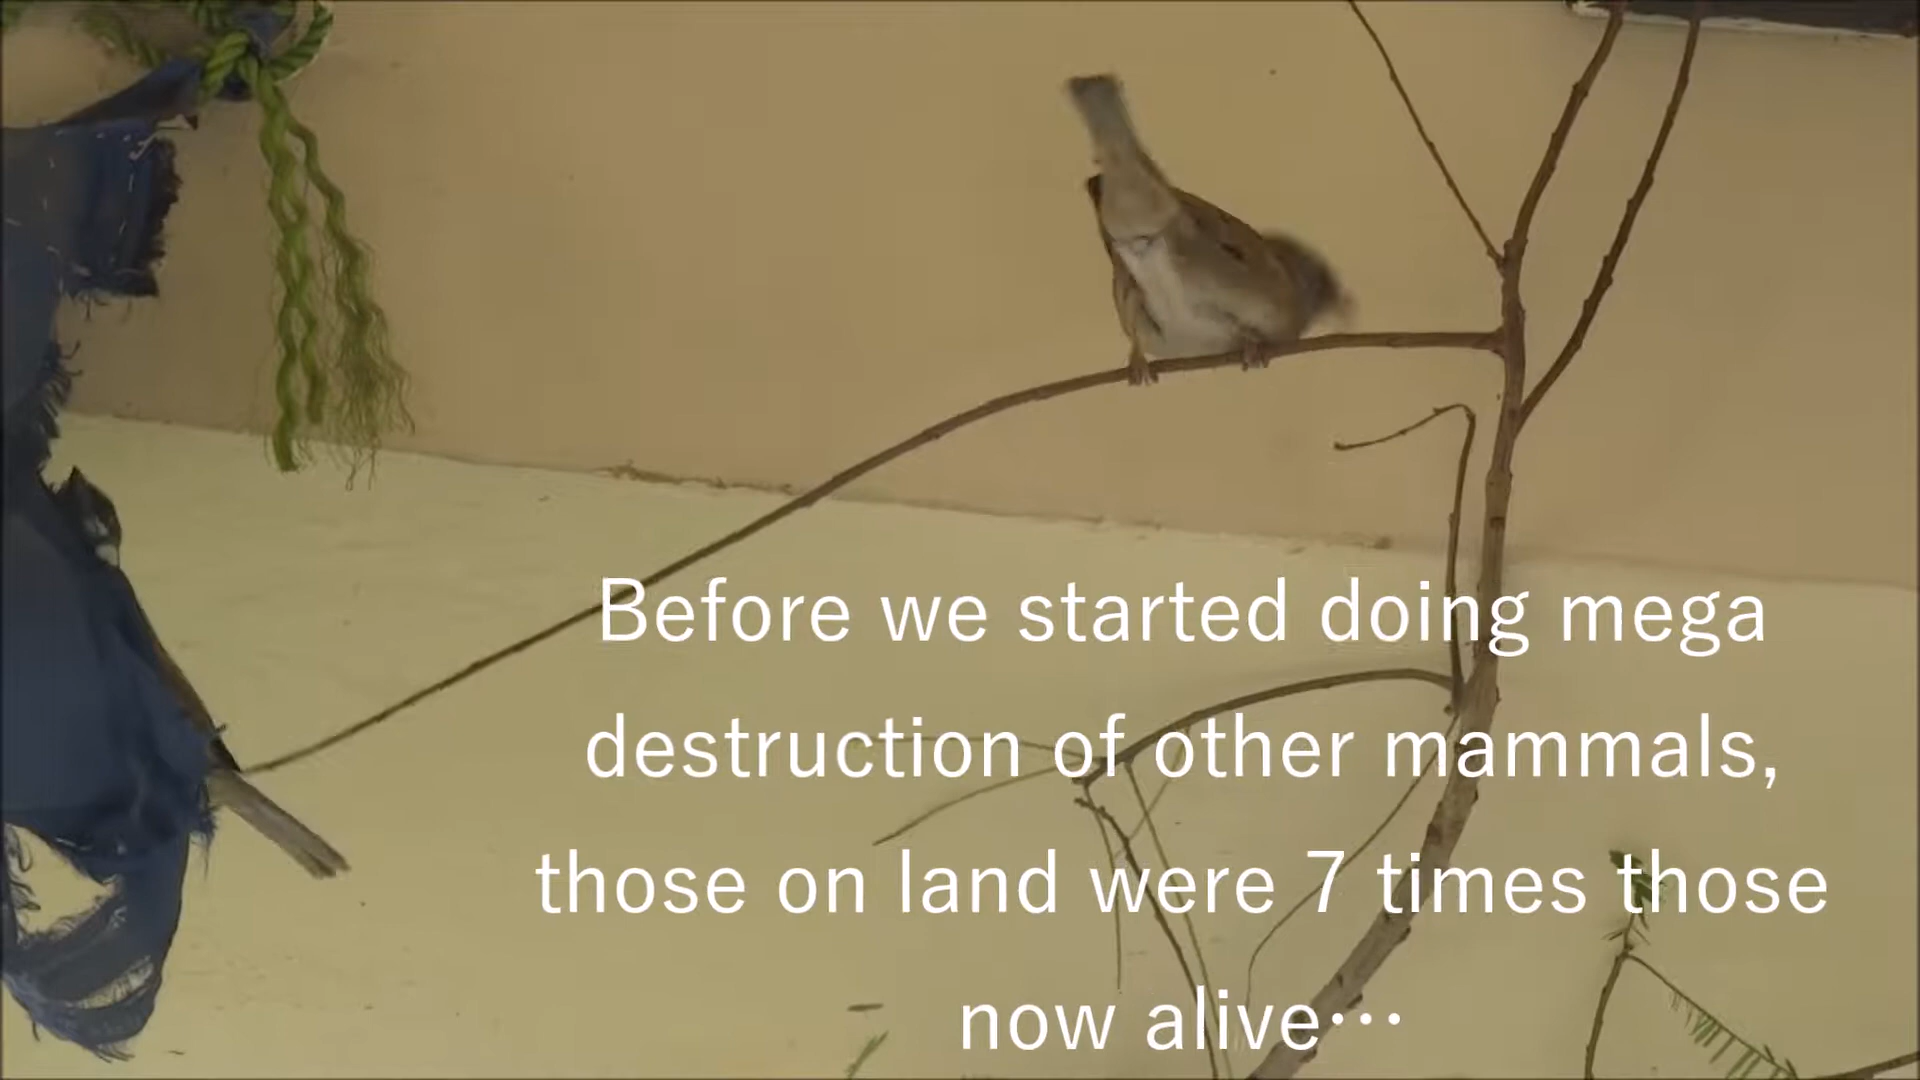 Before we started doing mega
destruction of other mammals,
those on land were 7 times those
now alive…